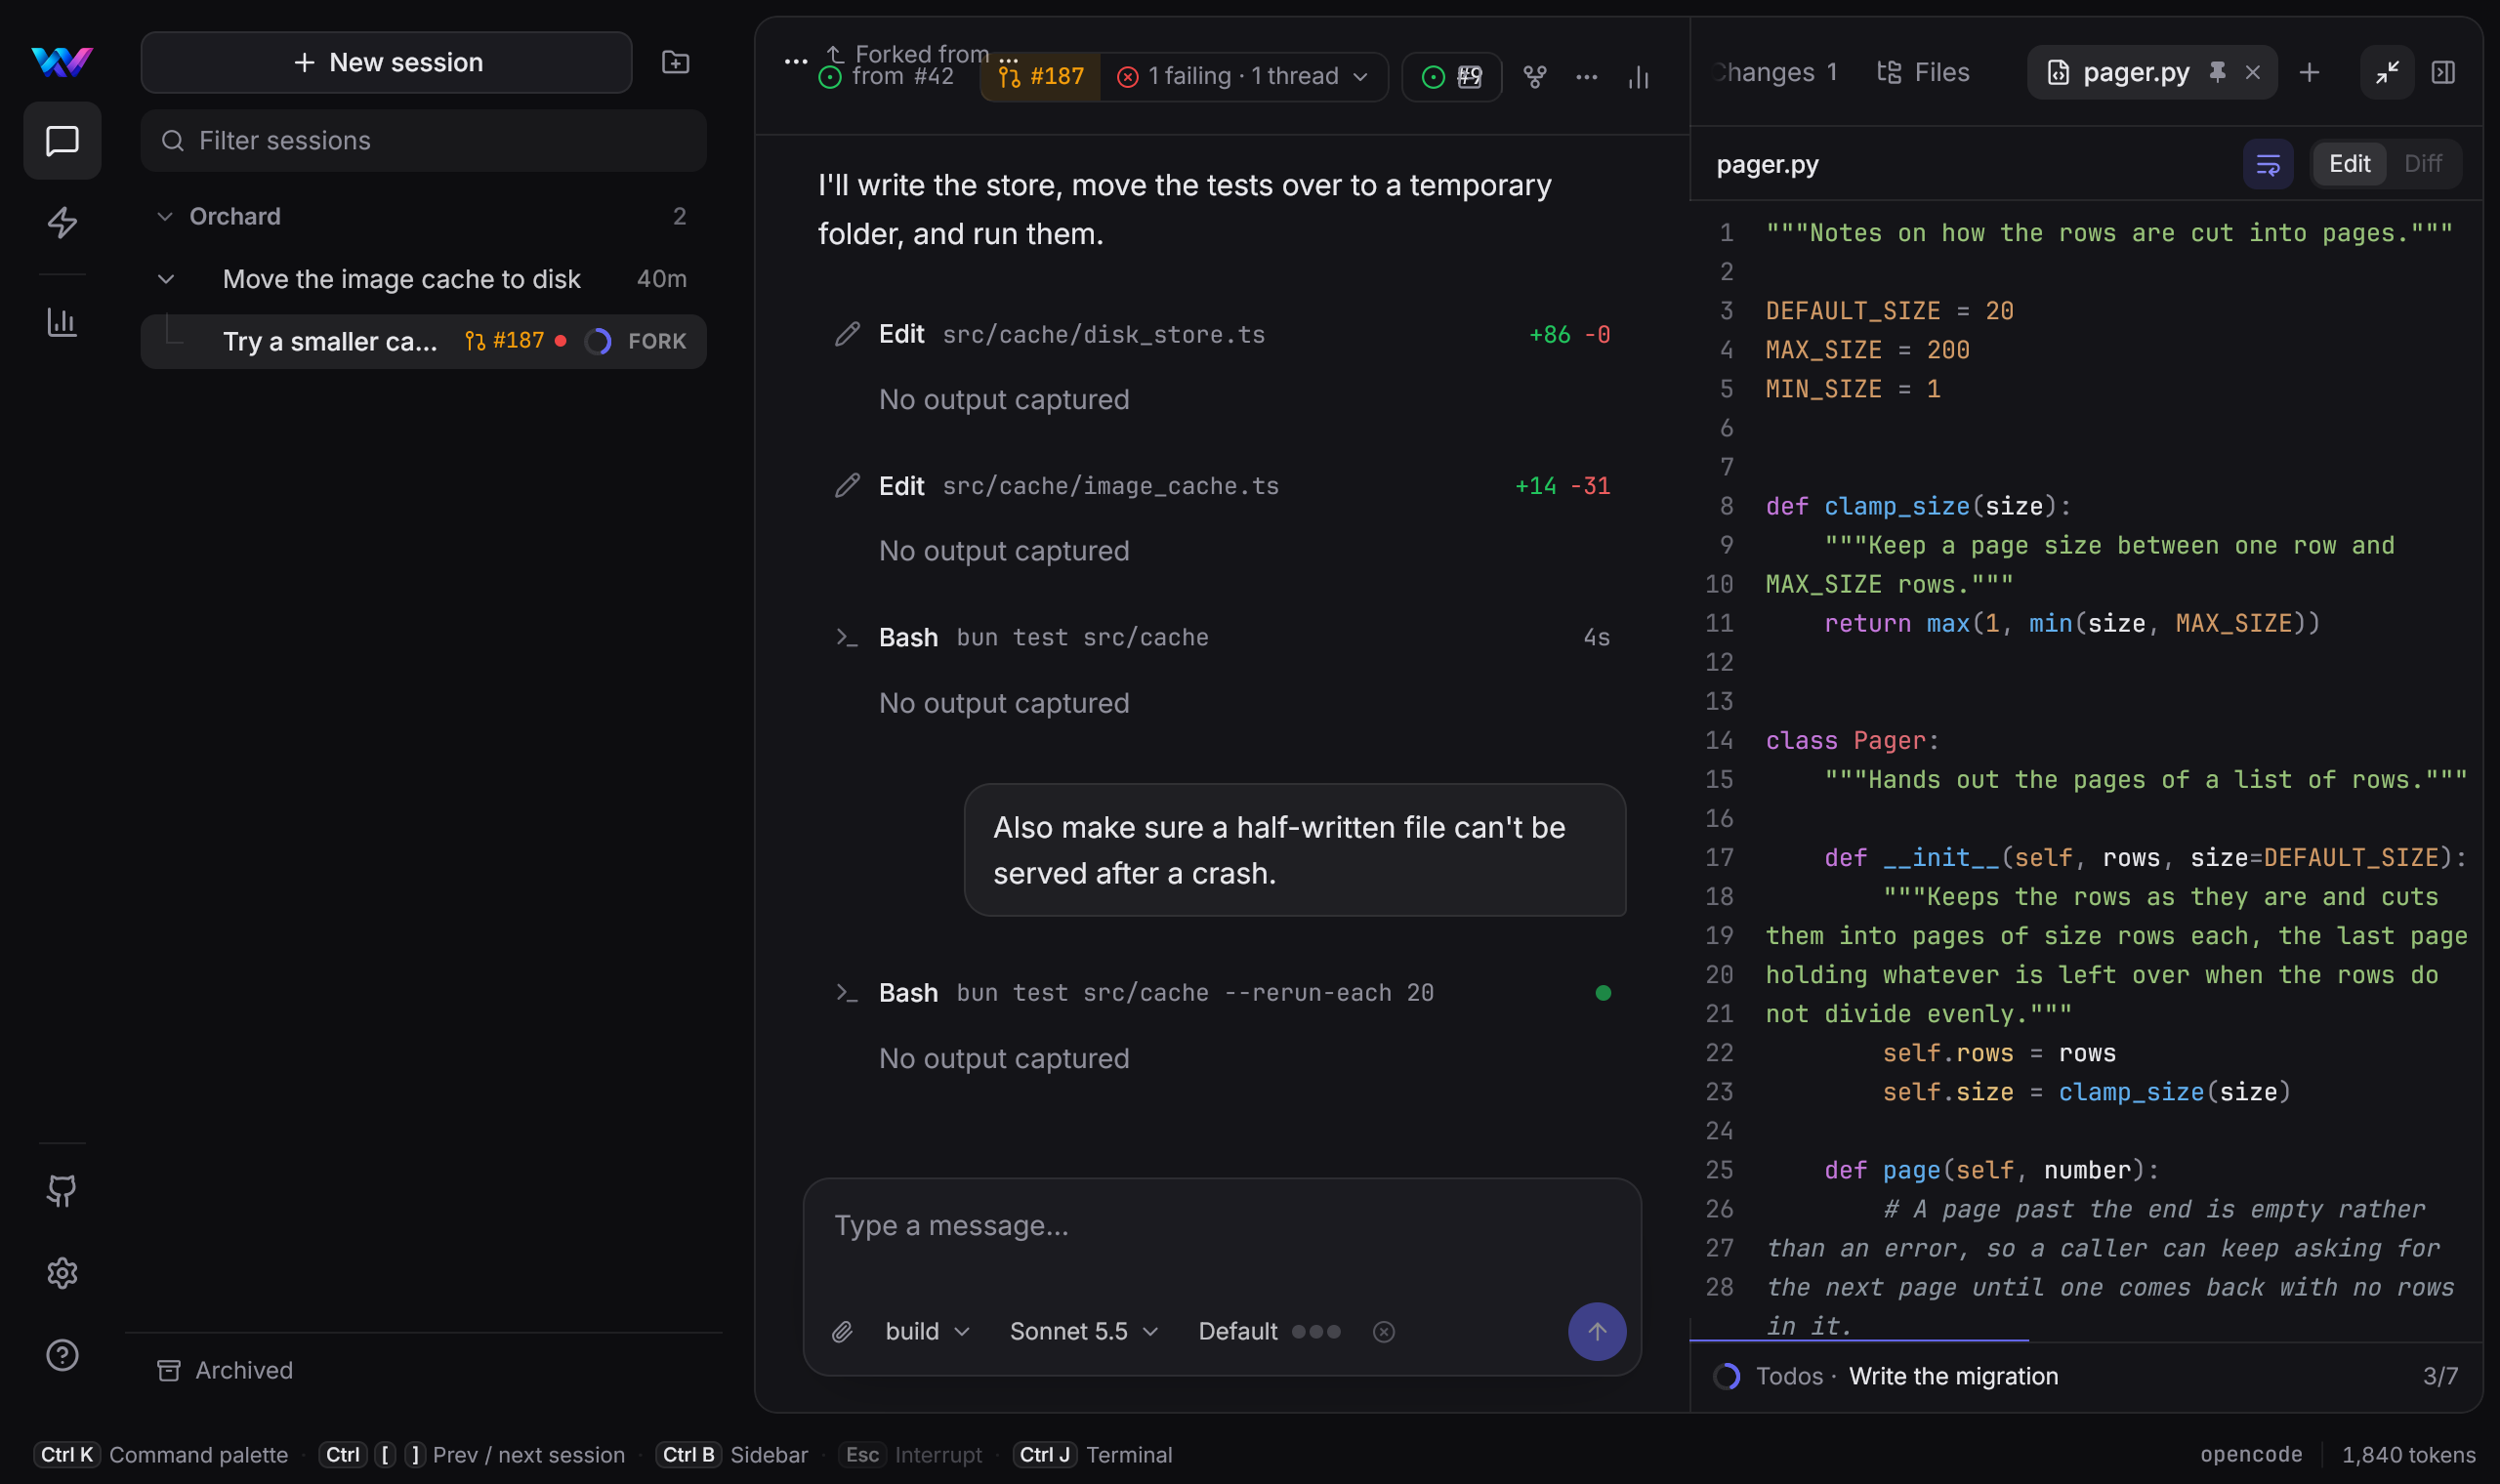 New session
Filter sessions
Orchard 2
Move the image cache to disk 40m
Try a smaller ca... #187 FORK
Archived
Forked from ...
from #42 #187 1 failing · 1 thread #9
I'll write the store, move the tests over to a temporary
folder, and run them.
Edit src/cache/disk_store.ts +86 -0
No output captured
Edit src/cache/image_cache.ts +14 -31
No output captured
Bash bun test src/cache 4s
No output captured
Also make sure a half-written file can't be
served after a crash.
Bash bun test src/cache --rerun-each 20
No output captured
Type a message...
build Sonnet 5.5 Default
Changes 1 Files pager.py
pager.py Edit Diff
1 """Notes on how the rows are cut into pages."""
2
3 DEFAULT_SIZE = 20
4 MAX_SIZE = 200
5 MIN_SIZE = 1
6
7
8 def clamp_size(size):
9 """Keep a page size between one row and
10 MAX_SIZE rows."""
11 return max(1, min(size, MAX_SIZE))
12
13
14 class Pager:
15 """Hands out the pages of a list of rows."""
16
17 def __init__(self, rows, size=DEFAULT_SIZE):
18 """Keeps the rows as they are and cuts
19 them into pages of size rows each, the last page
20 holding whatever is left over when the rows do
21 not divide evenly."""
22 self.rows = rows
23 self.size = clamp_size(size)
24
25 def page(self, number):
26 # A page past the end is empty rather
27 than an error, so a caller can keep asking for
28 the next page until one comes back with no rows
in it.
Todos · Write the migration 3/7
Ctrl K Command palette · Ctrl [ ] Prev / next session · Ctrl B Sidebar · Esc Interrupt · Ctrl J Terminal
opencode 1,840 tokens